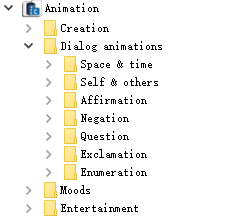 Animation
Creation
Dialog animations
Space & time
Self & others
Affirmation
Negation
Question
Exclamation
Enumeration
Moods
Entertainment